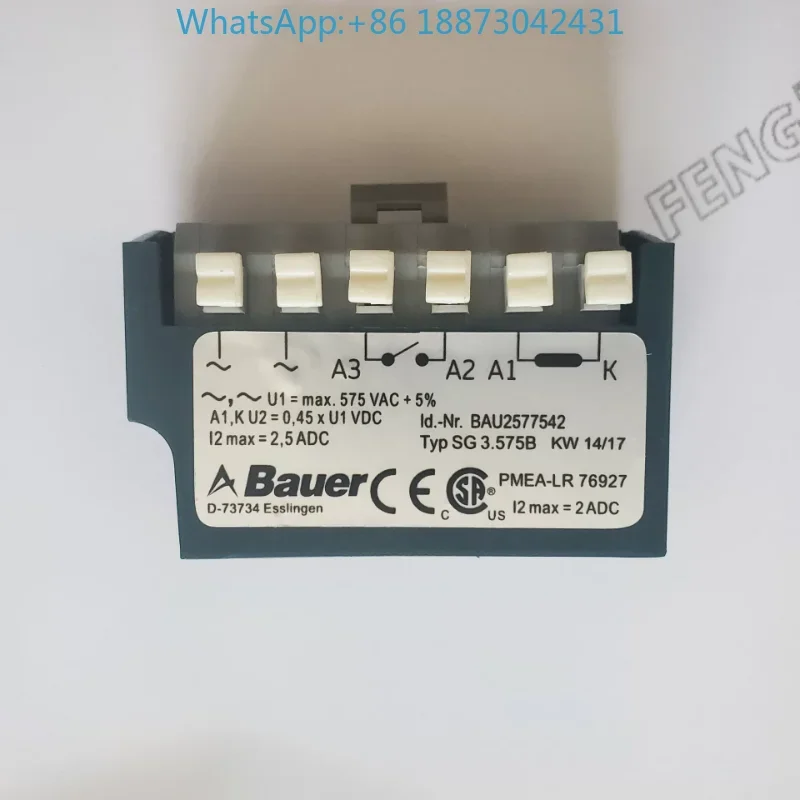 WhatsApp:+86 18873042431
FENG
~ ~ A3 A2 A1 K
~,~ U1 = max. 575 VAC + 5%
A1,K U2 = 0,45 x U1 VDC
I2 max = 2,5 ADC
Id.-Nr. BAU2577542
Typ SG 3.575B KW 14/17
Bauer
D-73734 Esslingen
CE
C SA US
PMEA-LR 76927
I2 max = 2 ADC